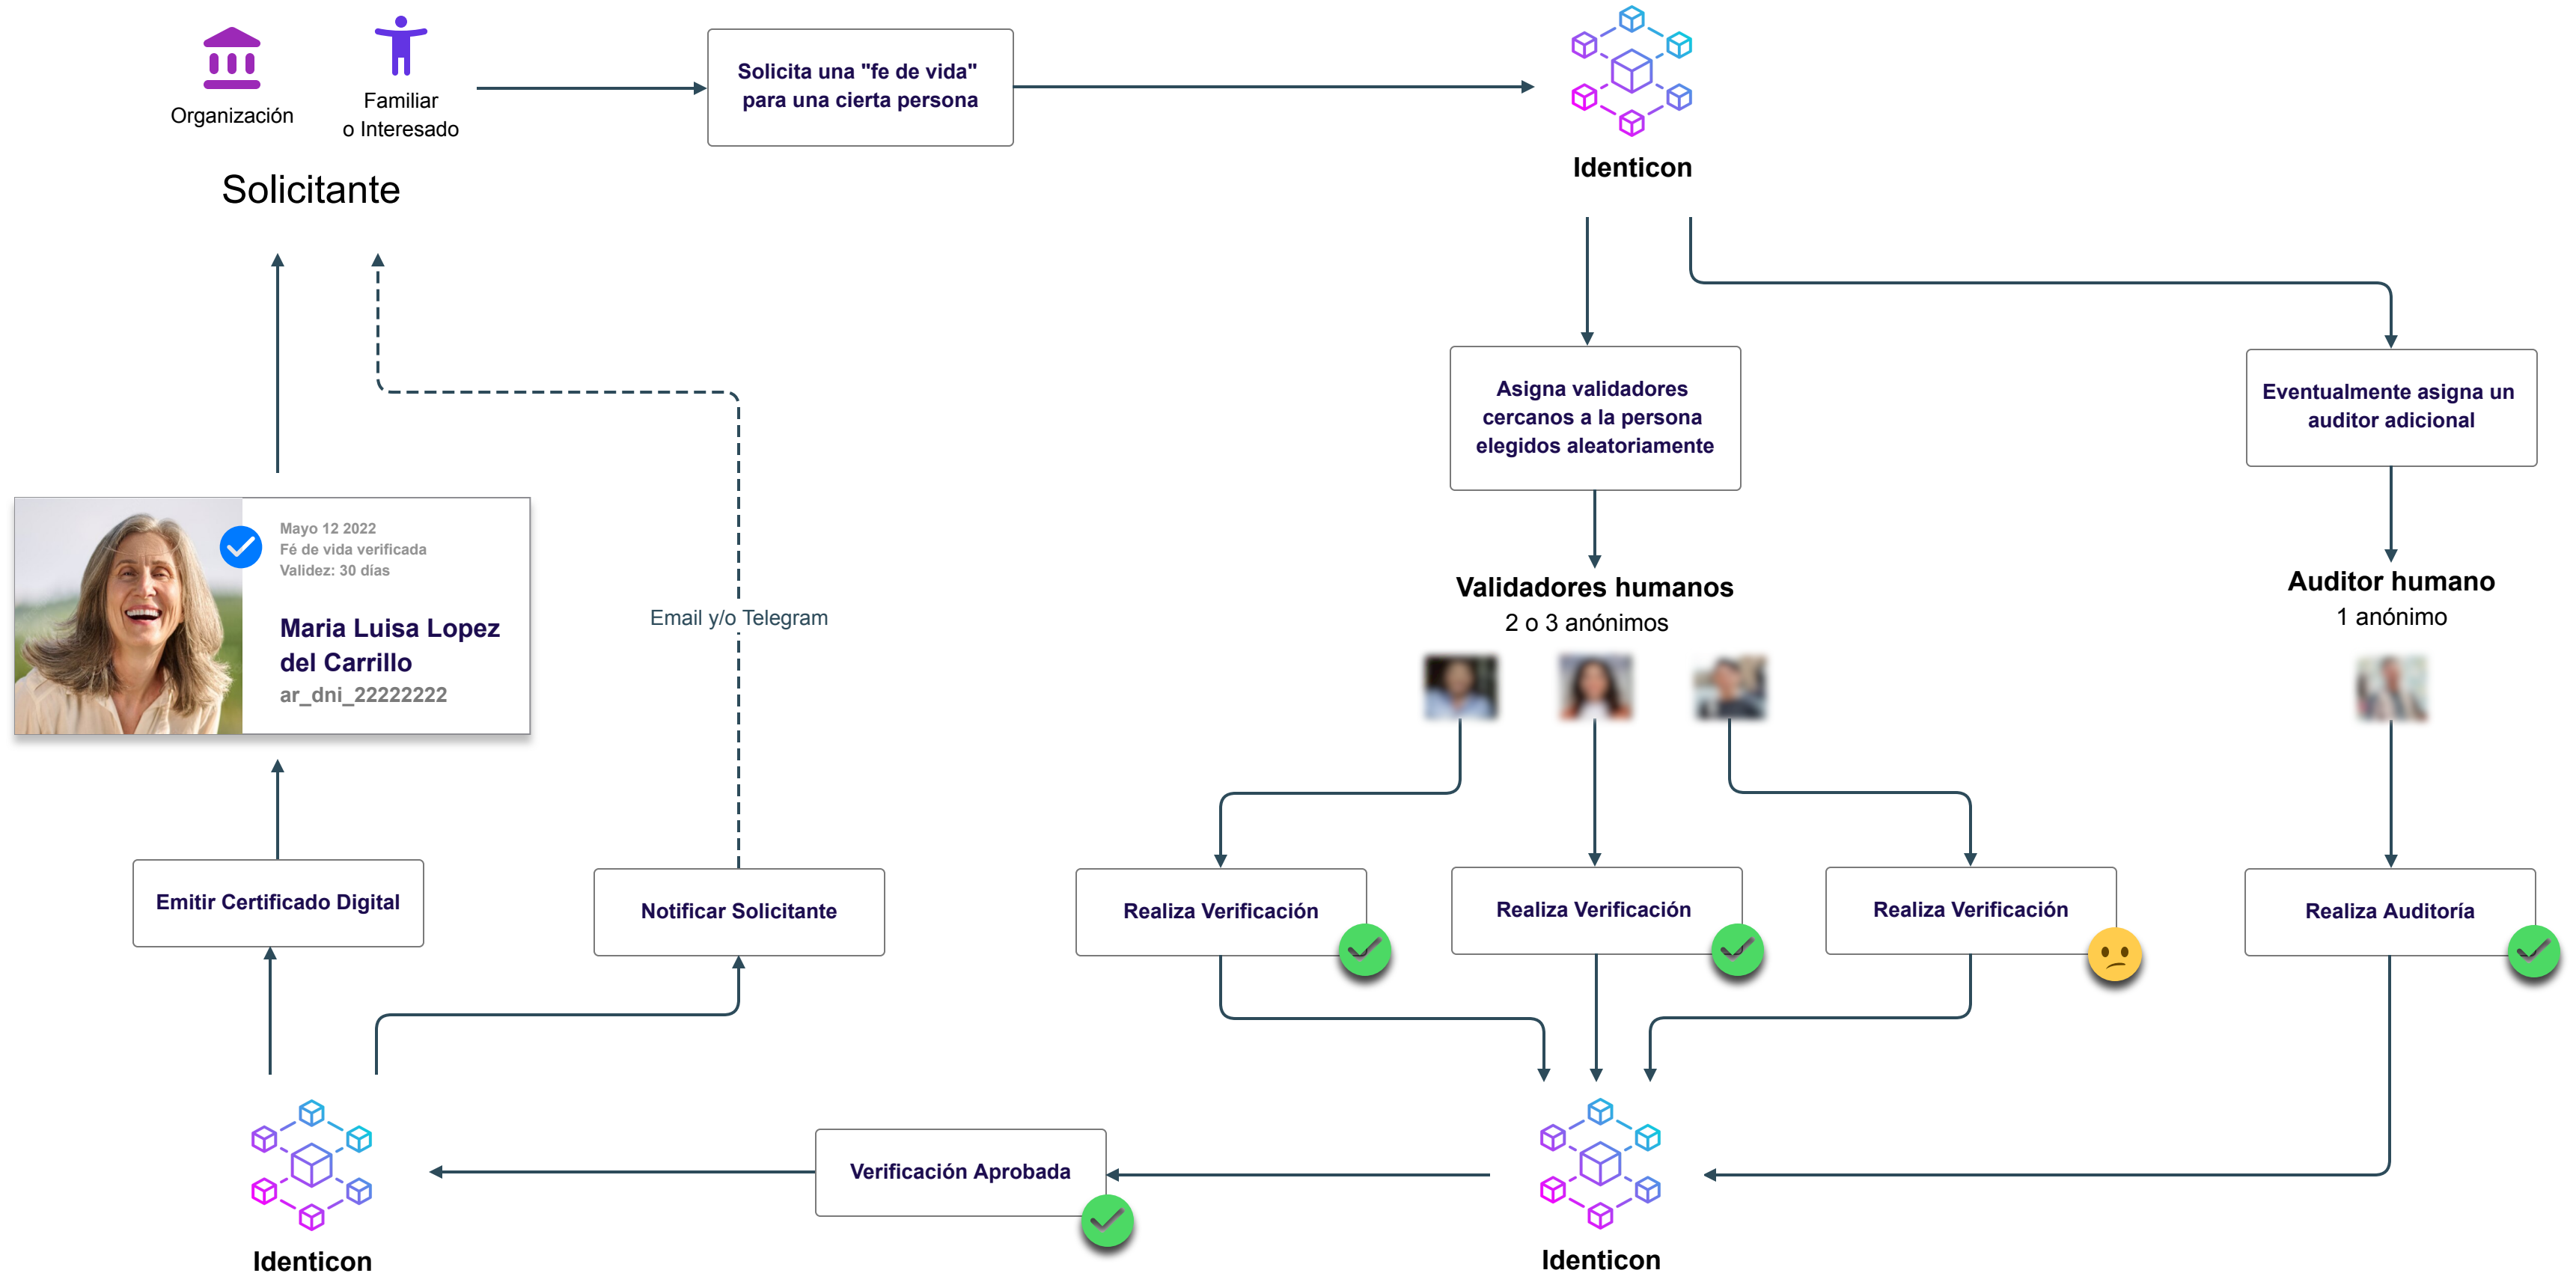 Organización
Familiar
o Interesado
Solicitante
Solicita una "fe de vida"
para una cierta persona
Identicon
Asigna validadores
cercanos a la persona
elegidos aleatoriamente
Eventualmente asigna un
auditor adicional
Validadores humanos
2 o 3 anónimos
Auditor humano
1 anónimo
Mayo 12 2022
Fé de vida verificada
Validez: 30 días
Maria Luisa Lopez
del Carrillo
ar_dni_22222222
Email y/o Telegram
Emitir Certificado Digital
Notificar Solicitante
Realiza Verificación
Realiza Verificación
Realiza Verificación
Realiza Auditoría
Identicon
Verificación Aprobada
Identicon